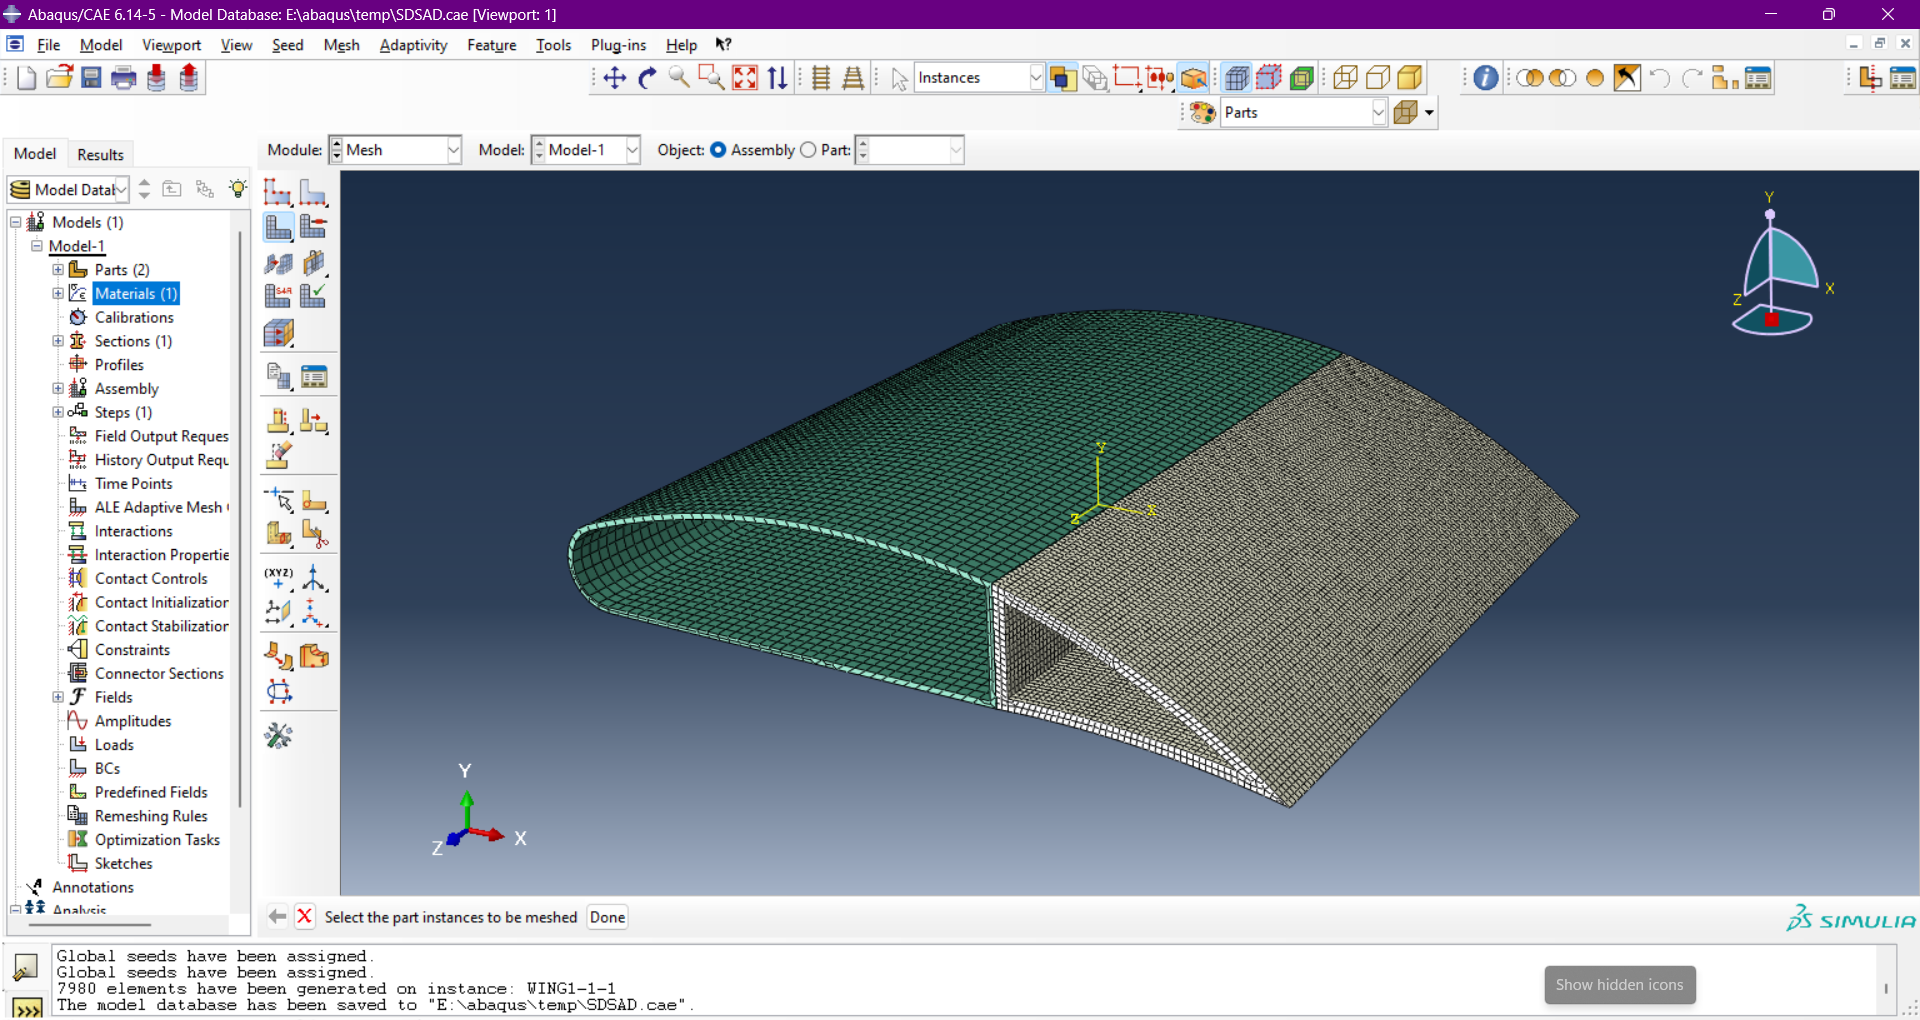 Abaqus/CAE 6.14-5 - Model Database: E:\abaqus\temp\SDSAD.cae [Viewport: 1]
File Model Viewport View Seed Mesh Adaptivity Feature Tools Plug-ins Help
Instances
Parts
Model Results
Module: Mesh Model: Model-1 Object: Assembly Part:
Model Datab
Models (1)
Model-1
Parts (2)
Materials (1)
Calibrations
Sections (1)
Profiles
Assembly
Steps (1)
Field Output Reques
History Output Requ
Time Points
ALE Adaptive Mesh
Interactions
Interaction Propertie
Contact Controls
Contact Initialization
Contact Stabilization
Constraints
Connector Sections
Fields
Amplitudes
Loads
BCs
Predefined Fields
Remeshing Rules
Optimization Tasks
Sketches
Annotations
Analysis
S4R
(XYZ)
Y
X
Z
Y
X
Z
Y
X
Z
Select the part instances to be meshed Done
SIMULIA
Global seeds have been assigned.
Global seeds have been assigned.
7980 elements have been generated on instance: WING1-1-1
The model database has been saved to "E:\abaqus\temp\SDSAD.cae".
Show hidden icons